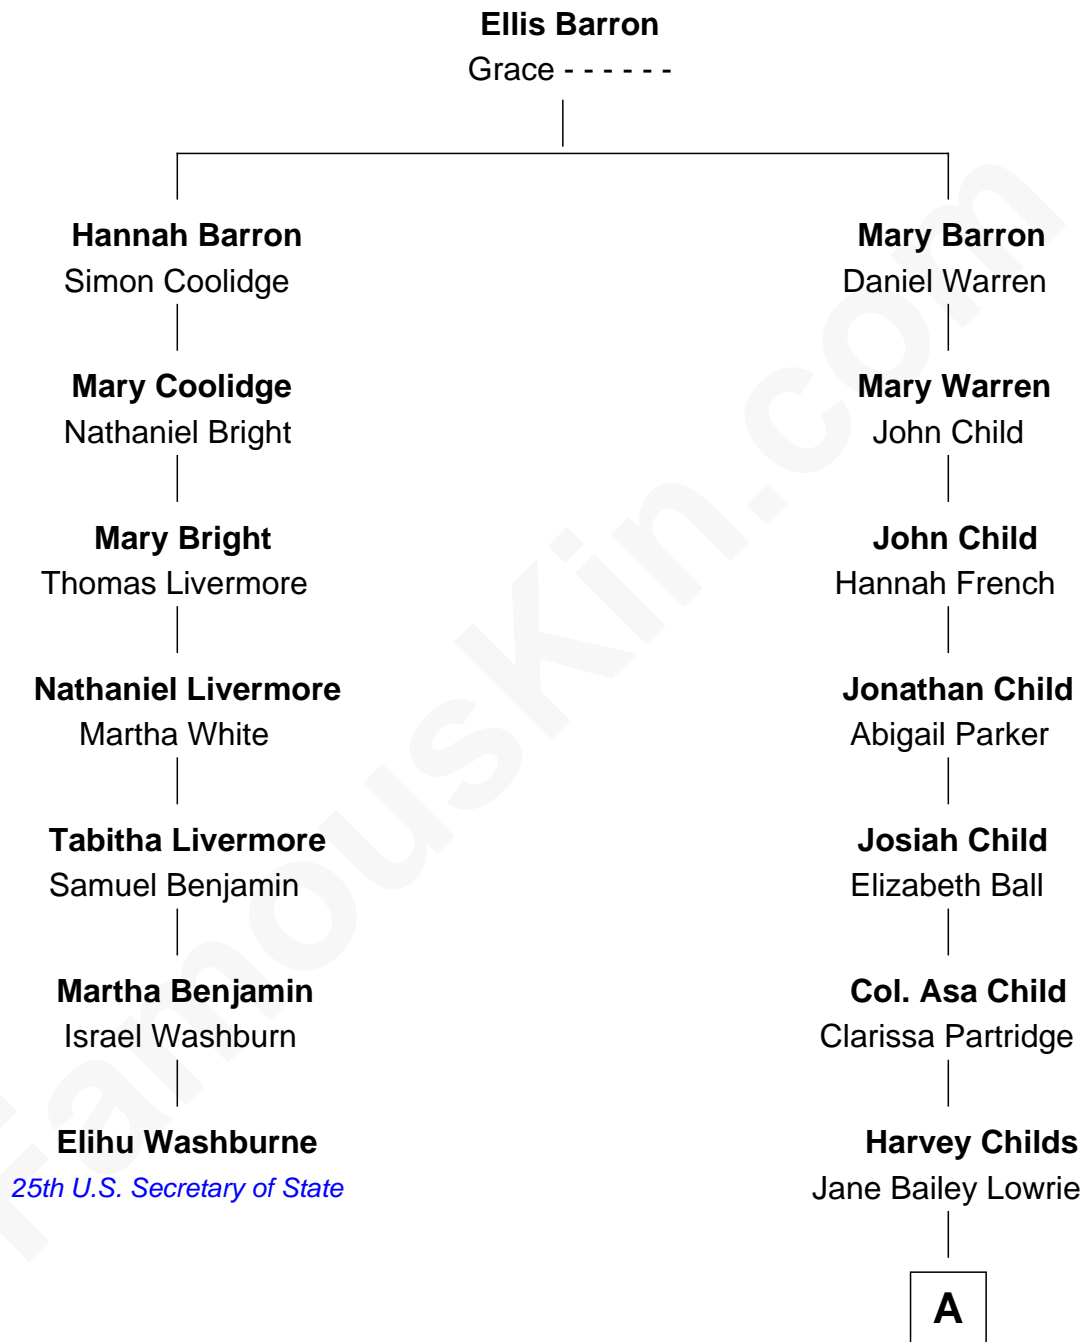 Ellis Barron
Grace - - - - - -
Hannah Barron
Simon Coolidge
Mary Barron
Daniel Warren
Mary Coolidge
Nathaniel Bright
Mary Warren
John Child
Mary Bright
Thomas Livermore
John Child
Hannah French
Nathaniel Livermore
Martha White
Jonathan Child
Abigail Parker
Tabitha Livermore
Samuel Benjamin
Josiah Child
Elizabeth Ball
Martha Benjamin
Israel Washburn
Col. Asa Child
Clarissa Partridge
Elihu Washburne
25th U.S. Secretary of State
Harvey Childs
Jane Bailey Lowrie
A
FamousKin.com